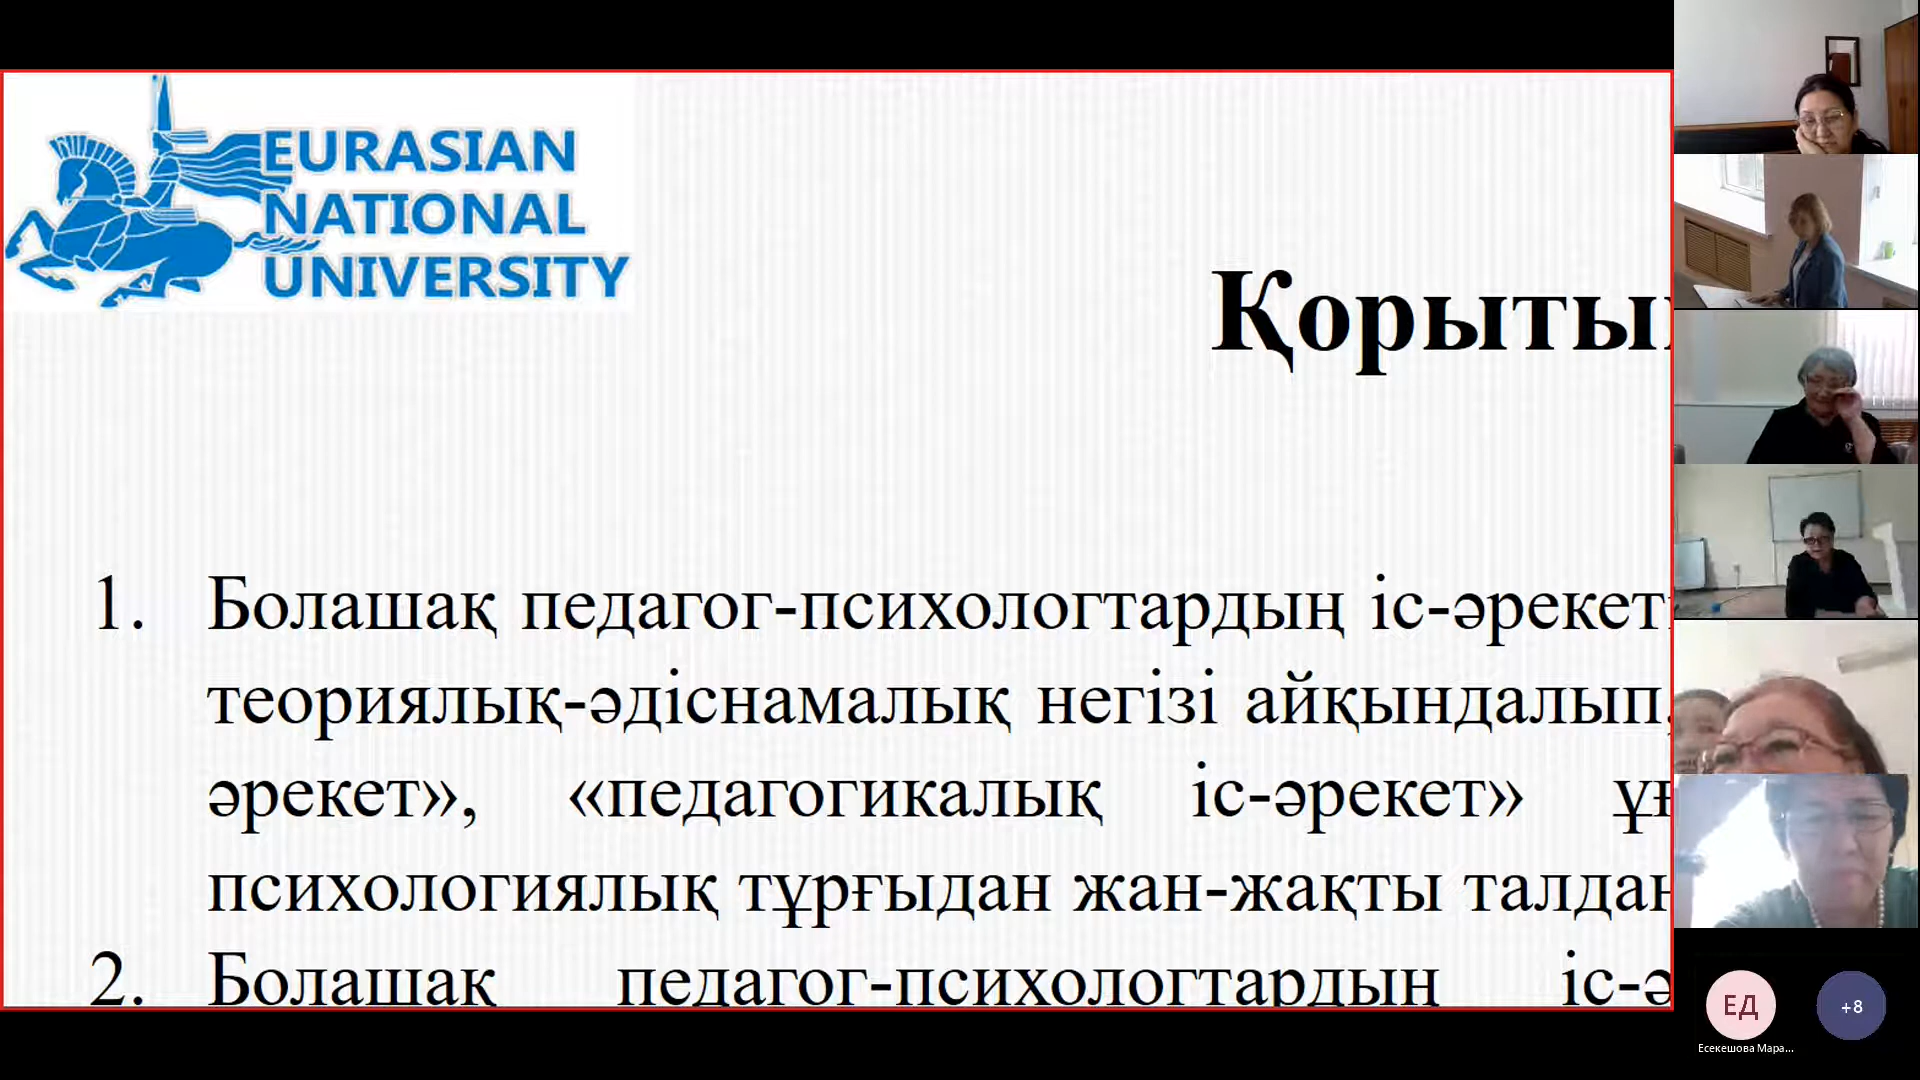 EURASIAN
NATIONAL
UNIVERSITY
Қорыты
1. Болашақ педагог-психологтардың іс-әрекет
теориялық-әдіснамалық негізі айқындалып,
әрекет», «педагогикалық іс-әрекет» ұғ
психологиялық тұрғыдан жан-жақты талдан
2. Болашақ педагог-психологтардың іс-ә
ЕД
+8
Есекешова Мара...